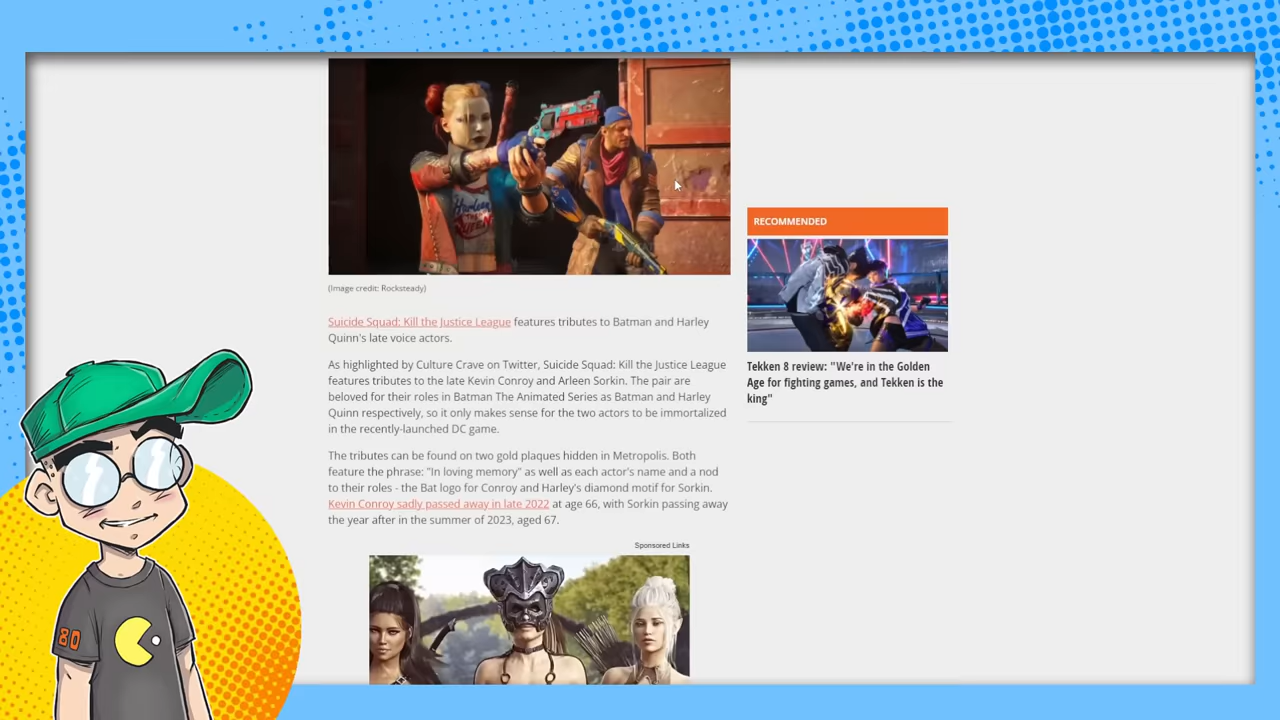 Harleen
THE
QUEEN
(Image credit: Rocksteady)
RECOMMENDED
Suicide Squad: Kill the Justice League features tributes to Batman and Harley
Quinn's late voice actors.
As highlighted by Culture Crave on Twitter, Suicide Squad: Kill the Justice League
features tributes to the late Kevin Conroy and Arleen Sorkin. The pair are
beloved for their roles in Batman The Animated Series as Batman and Harley
Quinn respectively, so it only makes sense for the two actors to be immortalized
in the recently-launched DC game.
The tributes can be found on two gold plaques hidden in Metropolis. Both
feature the phrase: "In loving memory" as well as each actor's name and a nod
to their roles - the Bat logo for Conroy and Harley's diamond motif for Sorkin.
Kevin Conroy sadly passed away in late 2022 at age 66, with Sorkin passing away
the year after in the summer of 2023, aged 67.
Sponsored Links
Tekken 8 review: "We're in the Golden
Age for fighting games, and Tekken is the
king"
80